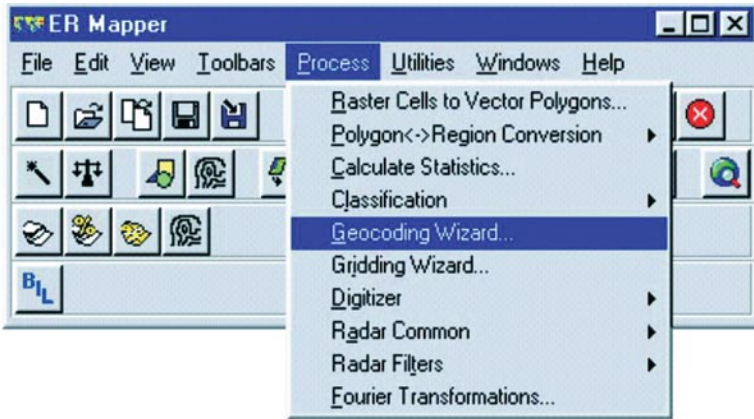 ER Mapper
File Edit View Toolbars Process Utilities Windows Help
Raster Cells to Vector Polygons...
Polygon<->Region Conversion
Calculate Statistics...
Classification
Geocoding Wizard...
Gridding Wizard...
Digitizer
Radar Common
Radar Filters
Fourier Transformations...
BIL